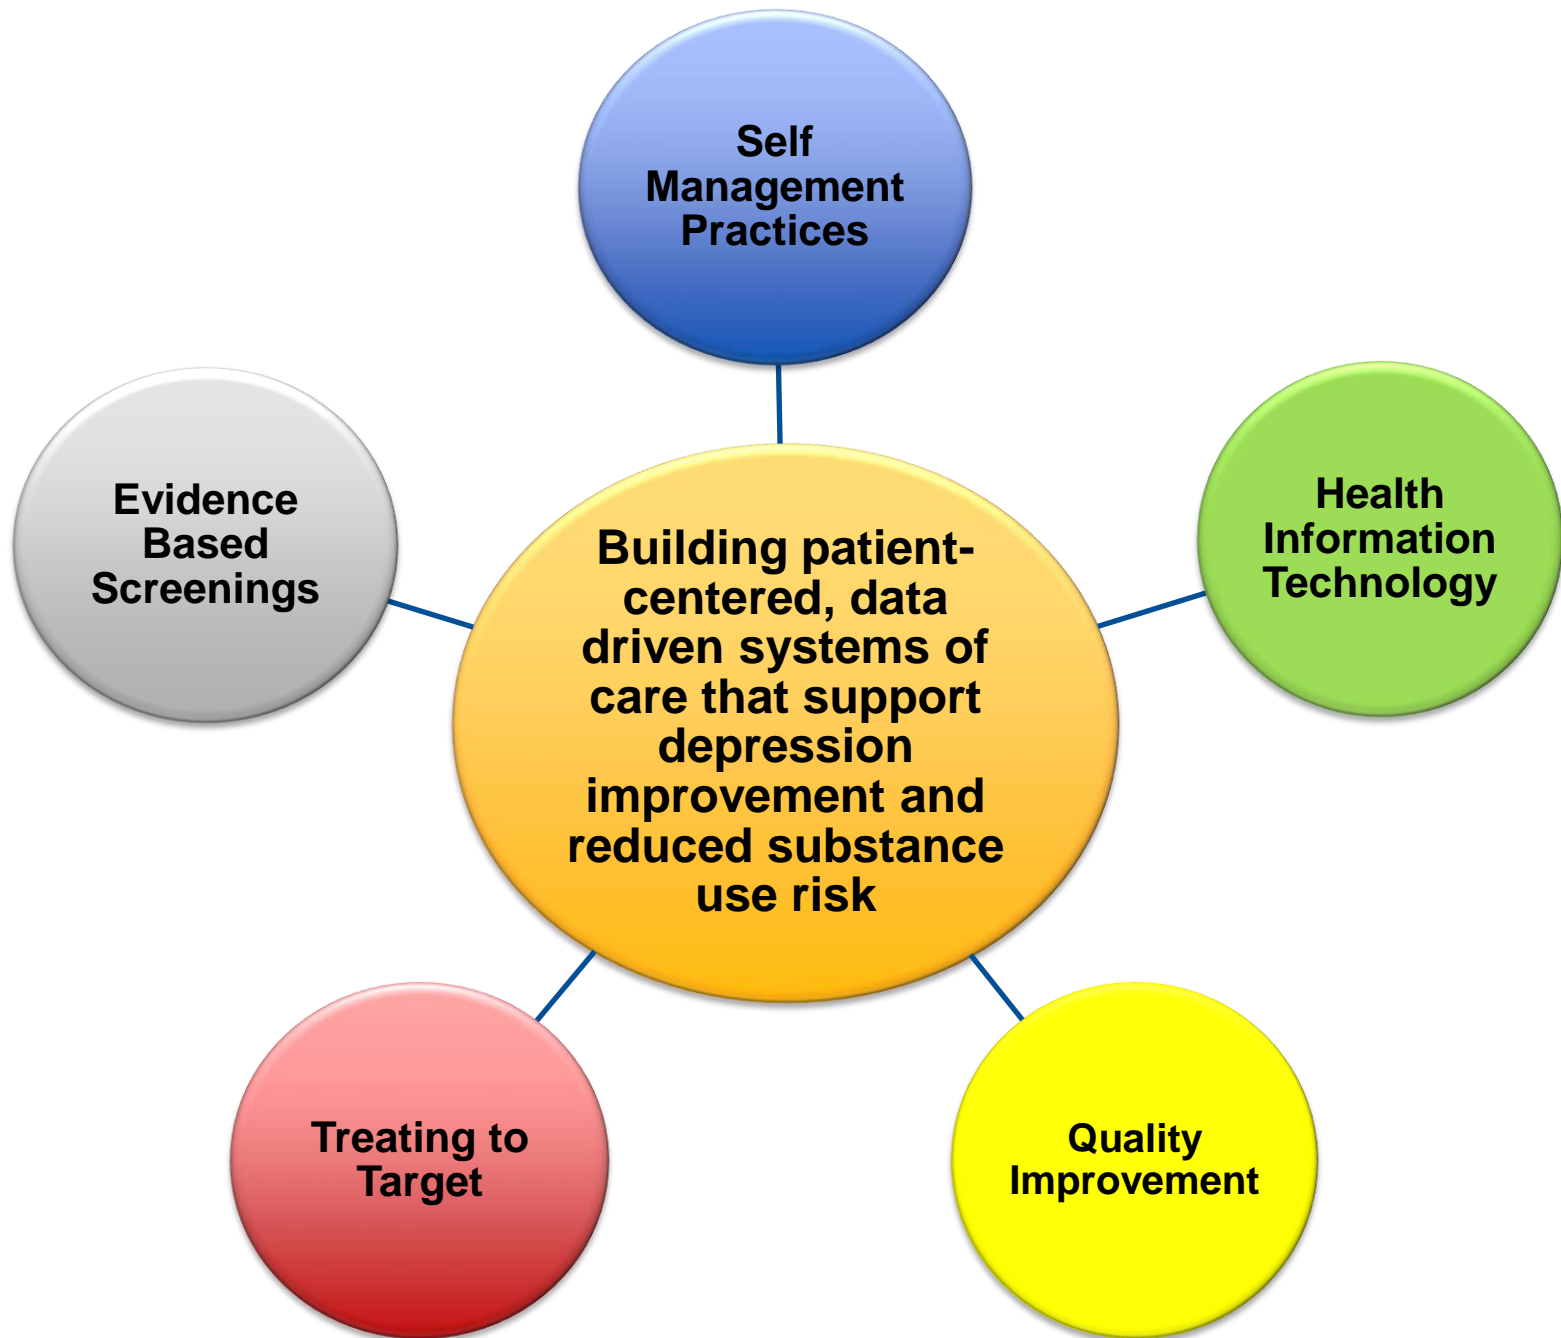 Self
Management
Practices
Evidence
Based
Screenings
Health
Information
Technology
Building patient-
centered, data
driven systems of
care that support
depression
improvement and
reduced substance
use risk
Treating to
Target
Quality
Improvement